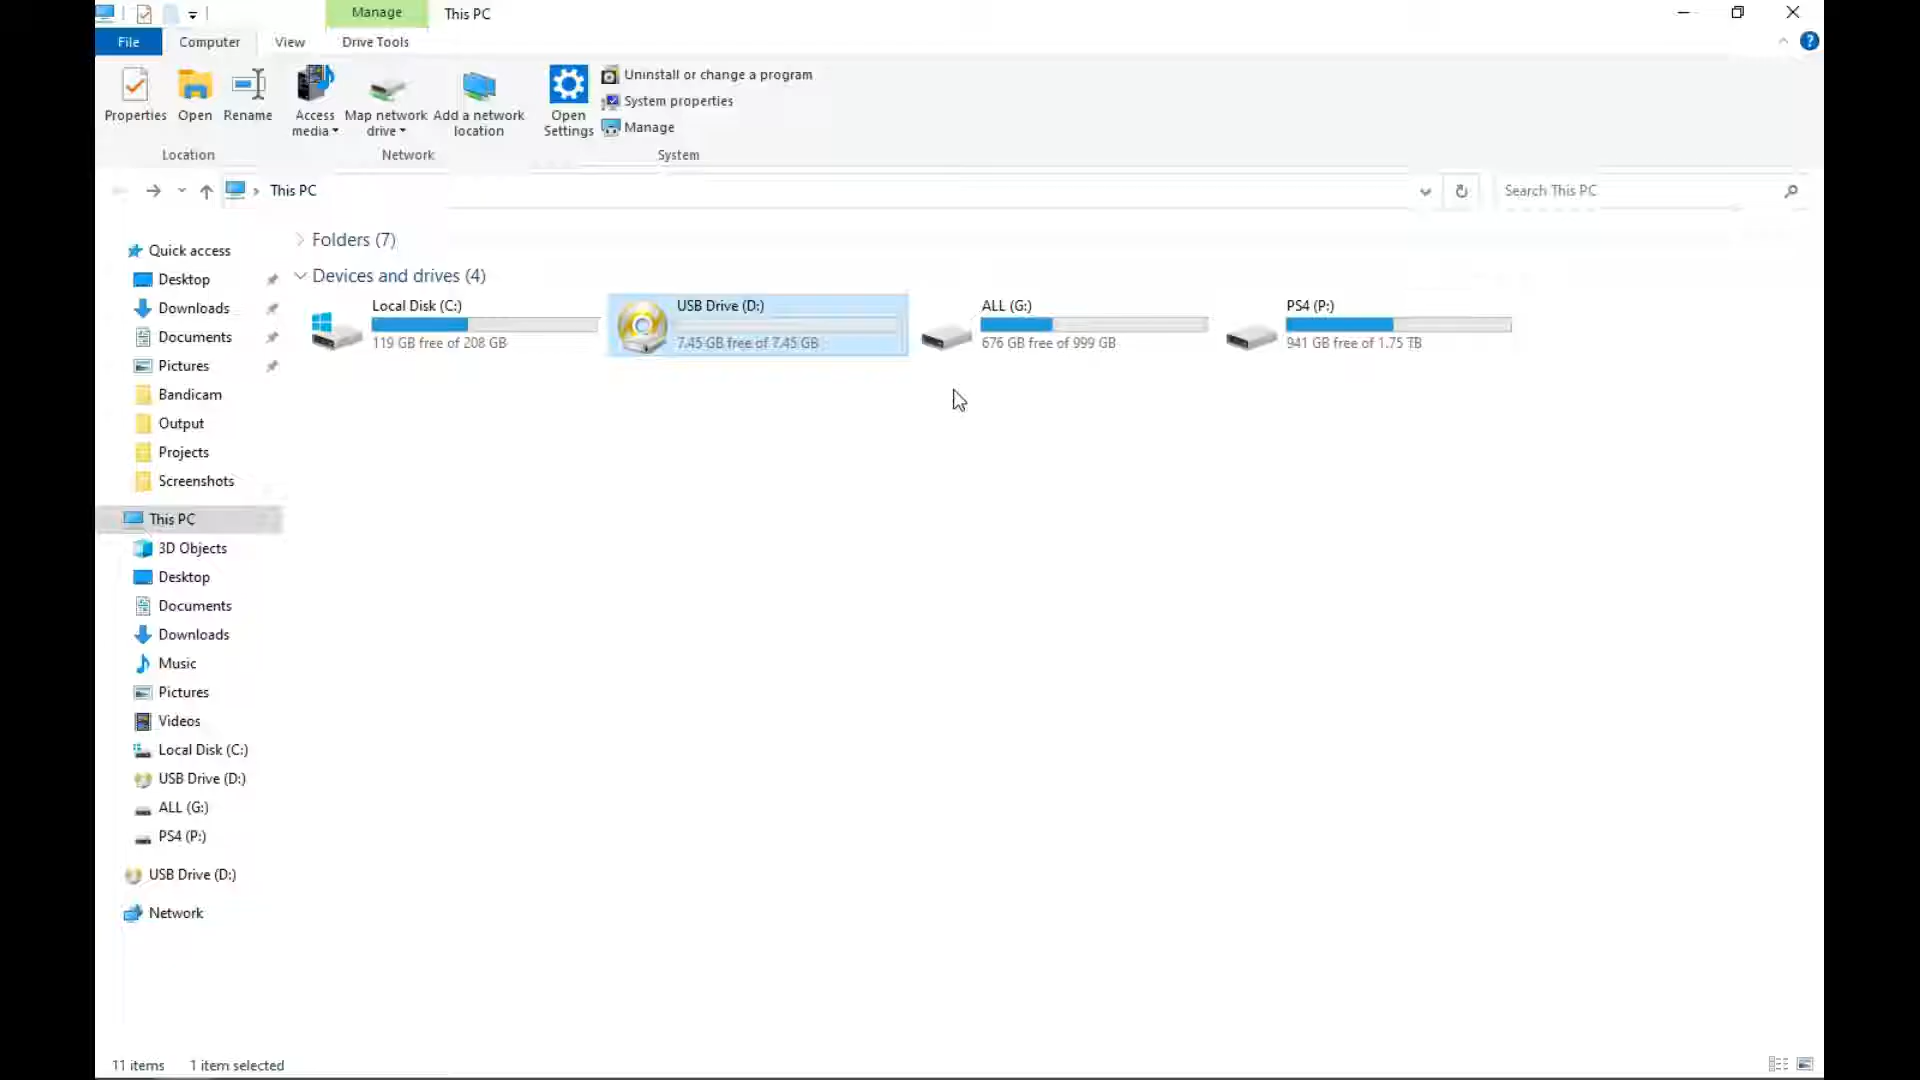 Manage
This PC
File
Computer
View
Drive Tools
?
Properties
Open
Rename
Access media
Map network drive
Add a network location
Open Settings
Uninstall or change a program
System properties
Manage
Location
Network
System
This PC
Search This PC
Quick access
Desktop
Downloads
Documents
Pictures
Bandicam
Output
Projects
Screenshots
This PC
3D Objects
Desktop
Documents
Downloads
Music
Pictures
Videos
Local Disk (C:)
USB Drive (D:)
ALL (G:)
PS4 (P:)
USB Drive (D:)
Network
Folders (7)
Devices and drives (4)
Local Disk (C:)
119 GB free of 208 GB
USB Drive (D:)
7.45 GB free of 7.45 GB
ALL (G:)
676 GB free of 999 GB
PS4 (P:)
941 GB free of 1.75 TB
11 items
1 item selected